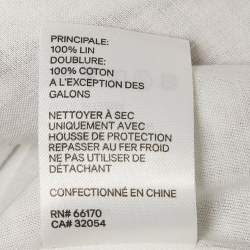 PRINCIPALE:
100% LIN
DOUBLURE:
100% COTON
A L'EXCEPTION DES
GALONS
NETTOYER À SEC
UNIQUEMENT AVEC
HOUSSE DE PROTECTION
REPASSER AU FER FROID
NE PAS UTILISER DE
DÉTACHANT
CONFECTIONNÉ EN CHINE
RN# 66170
CA# 32054